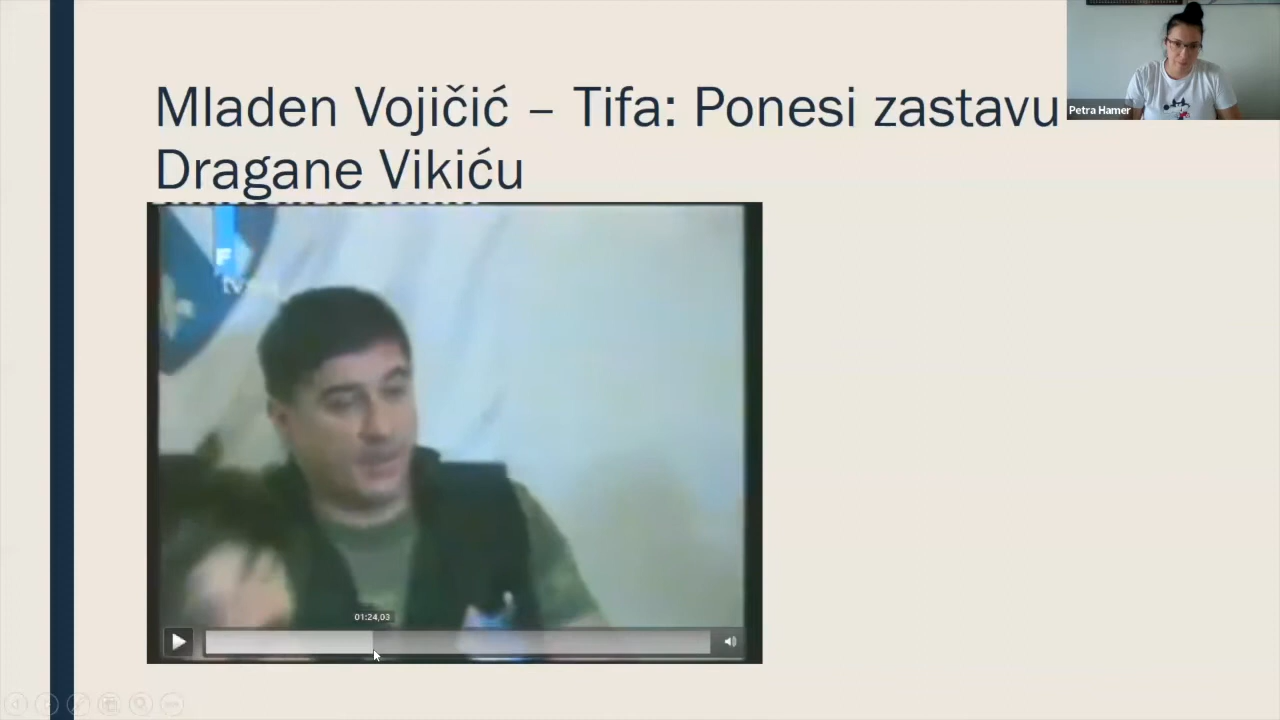 Mladen Vojičić – Tifa: Ponesi zastavu
Dragane Vikiću
Petra Hamer
F
01:24,03